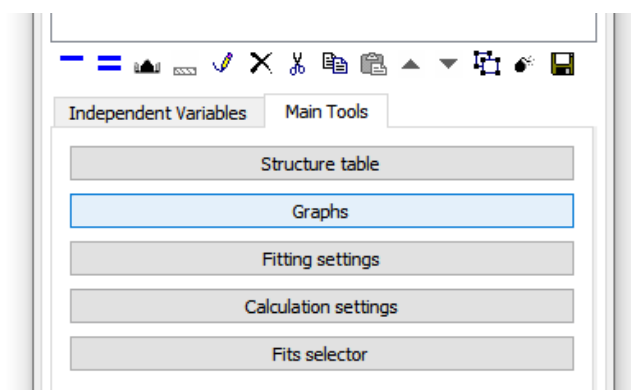 Independent Variables
Main Tools
Structure table
Graphs
Fitting settings
Calculation settings
Fits selector